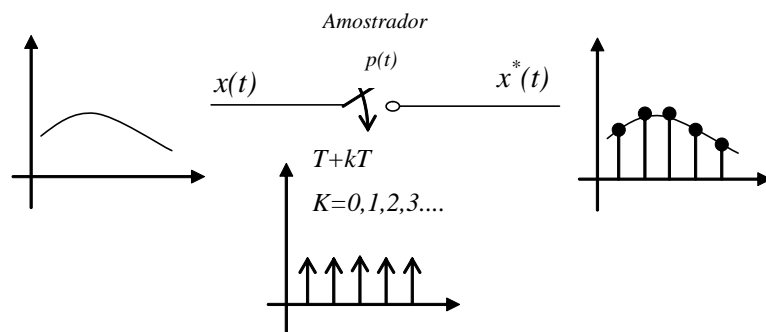 Amostrador
p(t)
x(t)
x*(t)
T+kT
K=0,1,2,3....